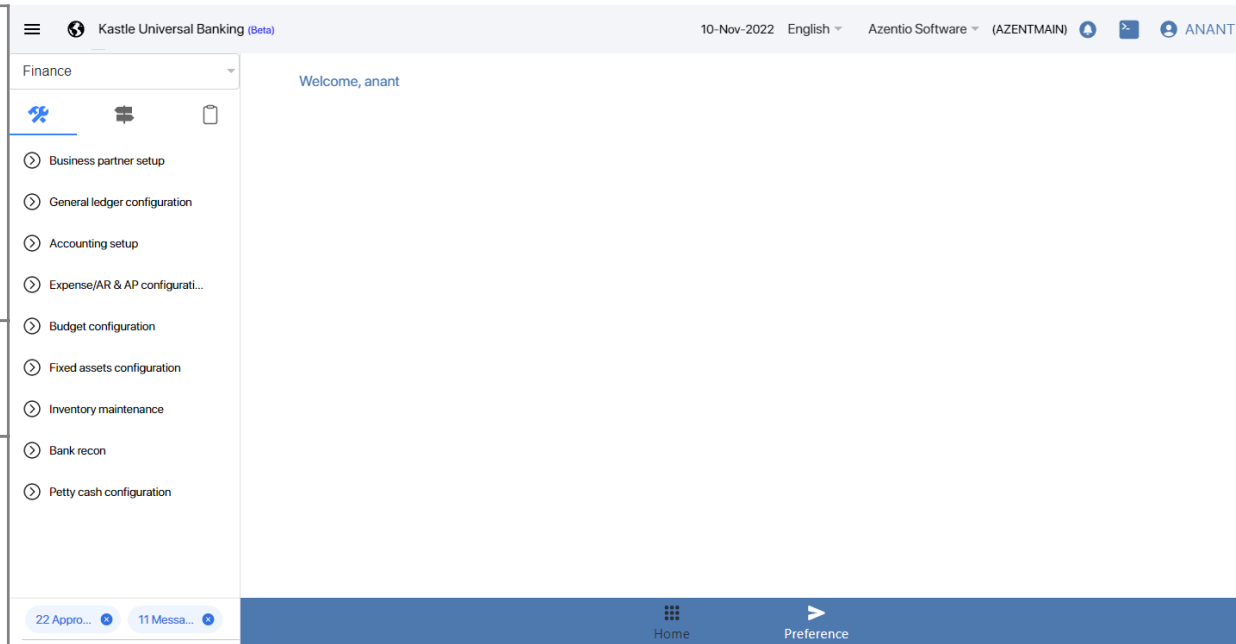 Kastle Universal Banking (Beta)
10-Nov-2022 English Azentio Software (AZENTMAIN) ANANT
Finance
Welcome, anant
Business partner setup
General ledger configuration
Accounting setup
Expense/AR & AP configurati...
Budget configuration
Fixed assets configuration
Inventory maintenance
Bank recon
Petty cash configuration
22 Appro... 11 Messa...
Home Preference